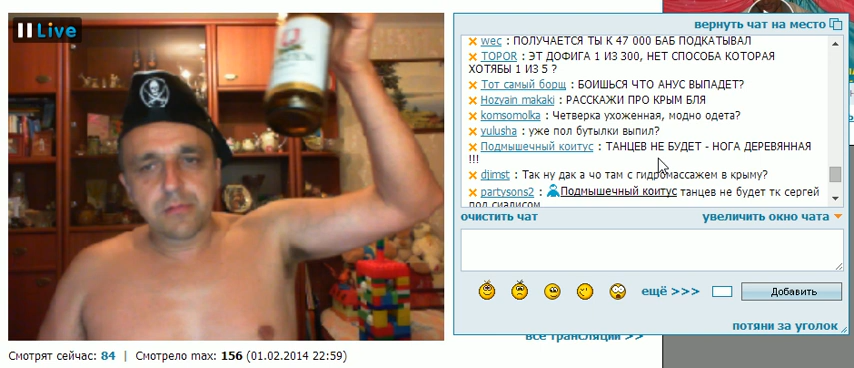 Live
вернуть чат на место
wec : ПОЛУЧАЕТСЯ ТЫ К 47 000 БАБ ПОДКАТЫВАЛ
TOPOR : ЭТ ДОФИГА 1 ИЗ 300, НЕТ СПОСОБА КОТОРАЯ
ХОТЯБЫ 1 ИЗ 5 ?
Тот самый борщ : БОИШЬСЯ ЧТО АНУС ВЫПАДЕТ?
Hozyain makaki : РАССКАЖИ ПРО КРЫМ БЛЯ
komsomolka : Четверка ухоженная, модно одета?
yulusha : уже пол бутылки выпил?
Подмышечный коитус : ТАНЦЕВ НЕ БУДЕТ - НОГА ДЕРЕВЯННАЯ
!!!
djimst : Так ну дак а чо там с гидромассажем в крыму?
partysons2 : Подмышечный коитус танцев не будет тк сергей
под сиалисом
очистить чат
увеличить окно чата
ещё >>>
Добавить
потяни за уголок
все трансляции >>
Смотрят сейчас: 84 | Смотрело max: 156 (01.02.2014 22:59)